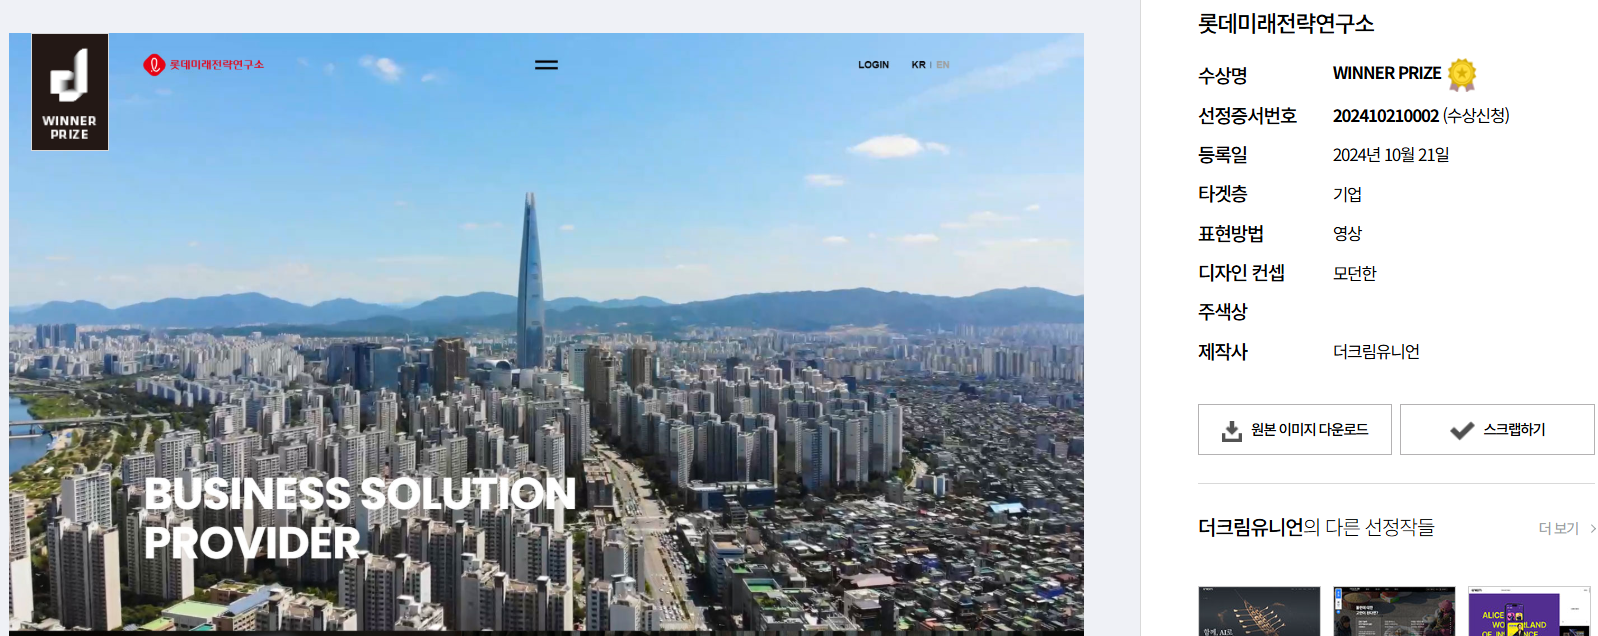 WINNER
PRIZE
롯데미래전략연구소
LOGIN
KR | EN
BUSINESS SOLUTION
PROVIDER
롯데미래전략연구소
수상명 WINNER PRIZE
선정증서번호 202410210002 (수상신청)
등록일 2024년 10월 21일
타겟층 기업
표현방법 영상
디자인 컨셉 모던한
주색상
제작사 더크림유니언
원본 이미지 다운로드
스크랩하기
더크림유니언의 다른 선정작들
더 보기 >
함께, AI로
ALICE